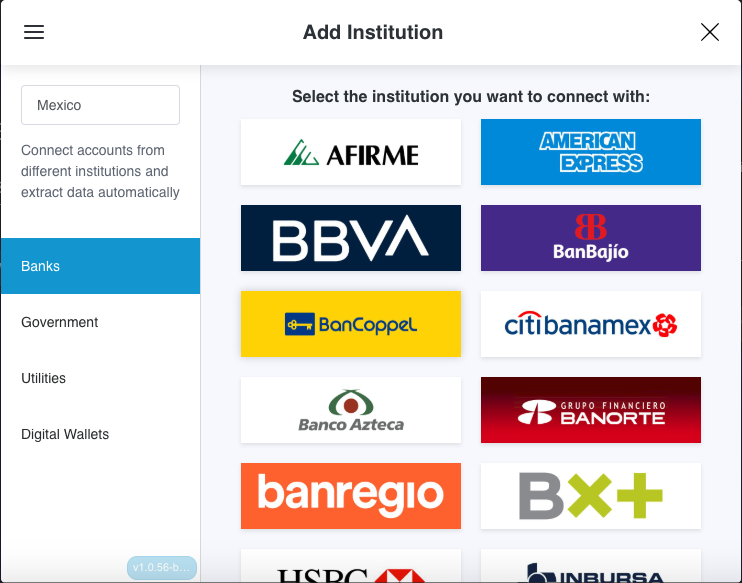 Add Institution
Mexico
Connect accounts from
different institutions and
extract data automatically
Banks
Government
Utilities
Digital Wallets
v1.0.56-b...
Select the institution you want to connect with:
AFIRME
AMERICAN
EXPRESS
BBVA
BanBajío
BanCoppel
citibanamex
Banco Azteca
GRUPO FINANCIERO
BANORTE
banregio
BX+
HSBC
INBURSA